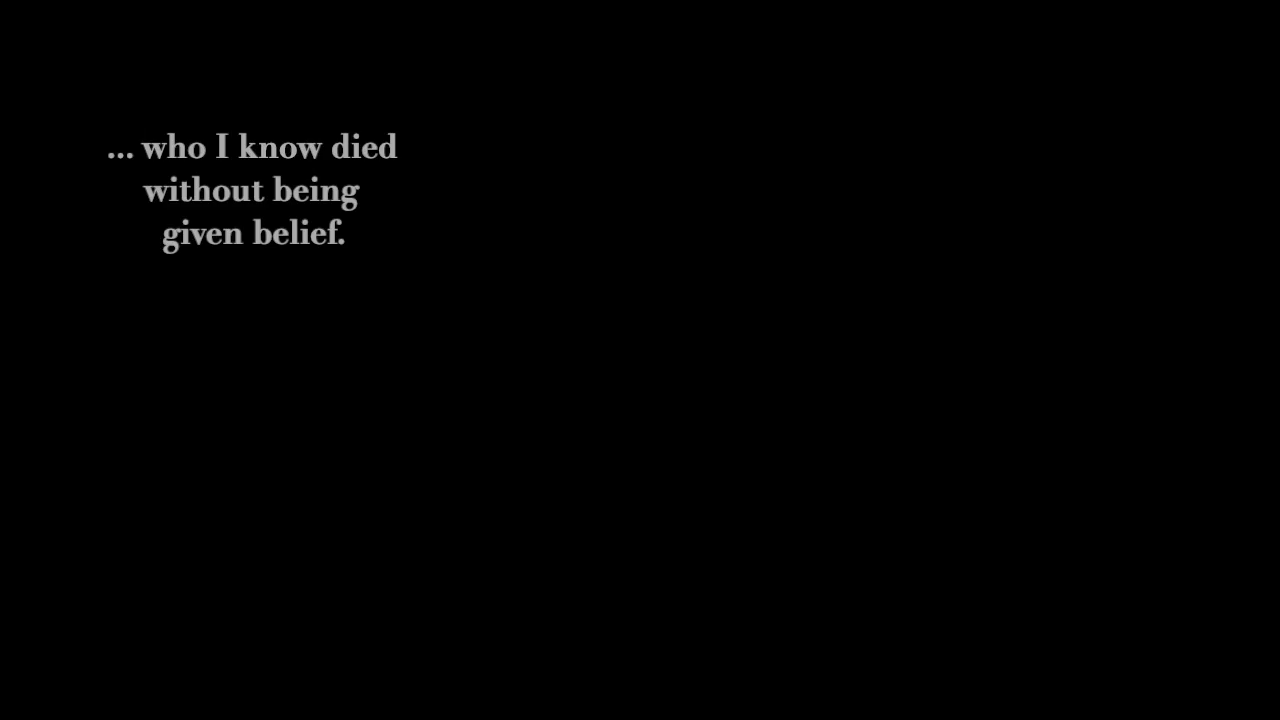 ... who I know died
without being
given belief.